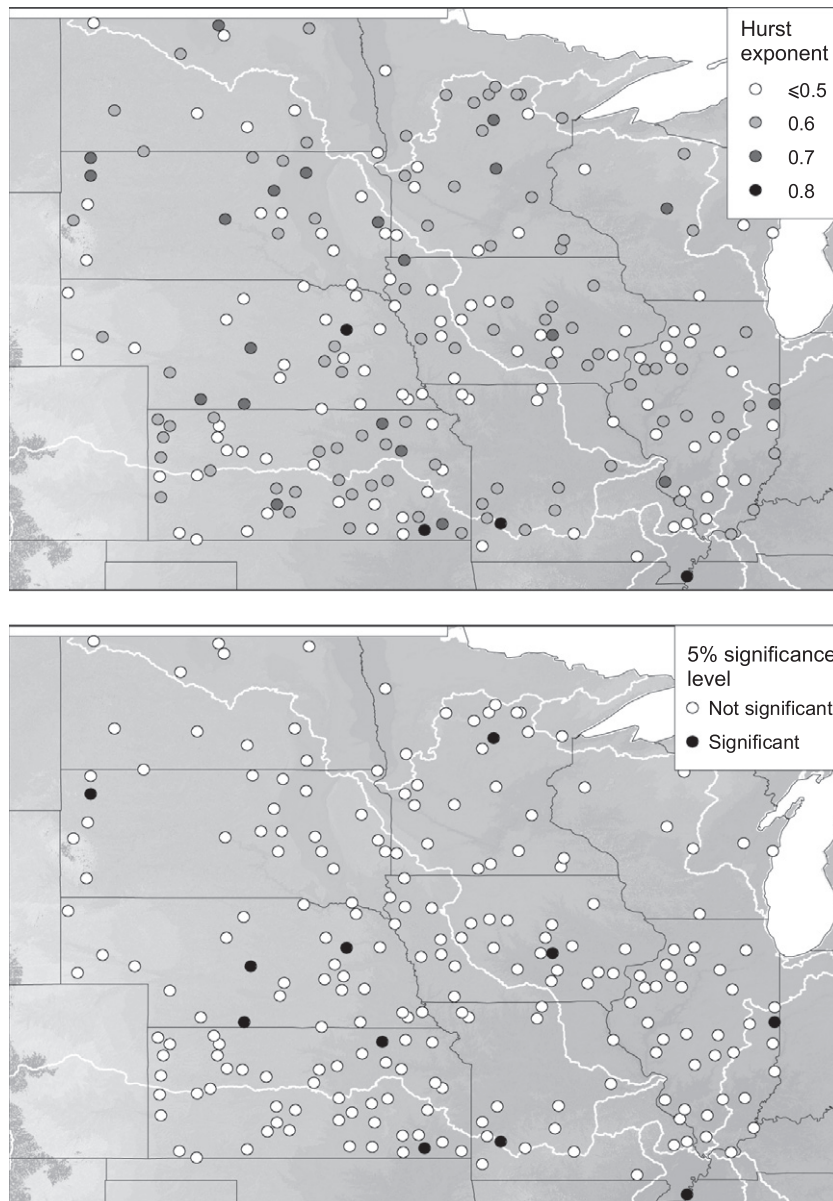 Hurst
exponent
⩽0.5
0.6
0.7
0.8
5% significance
level
Not significant
Significant